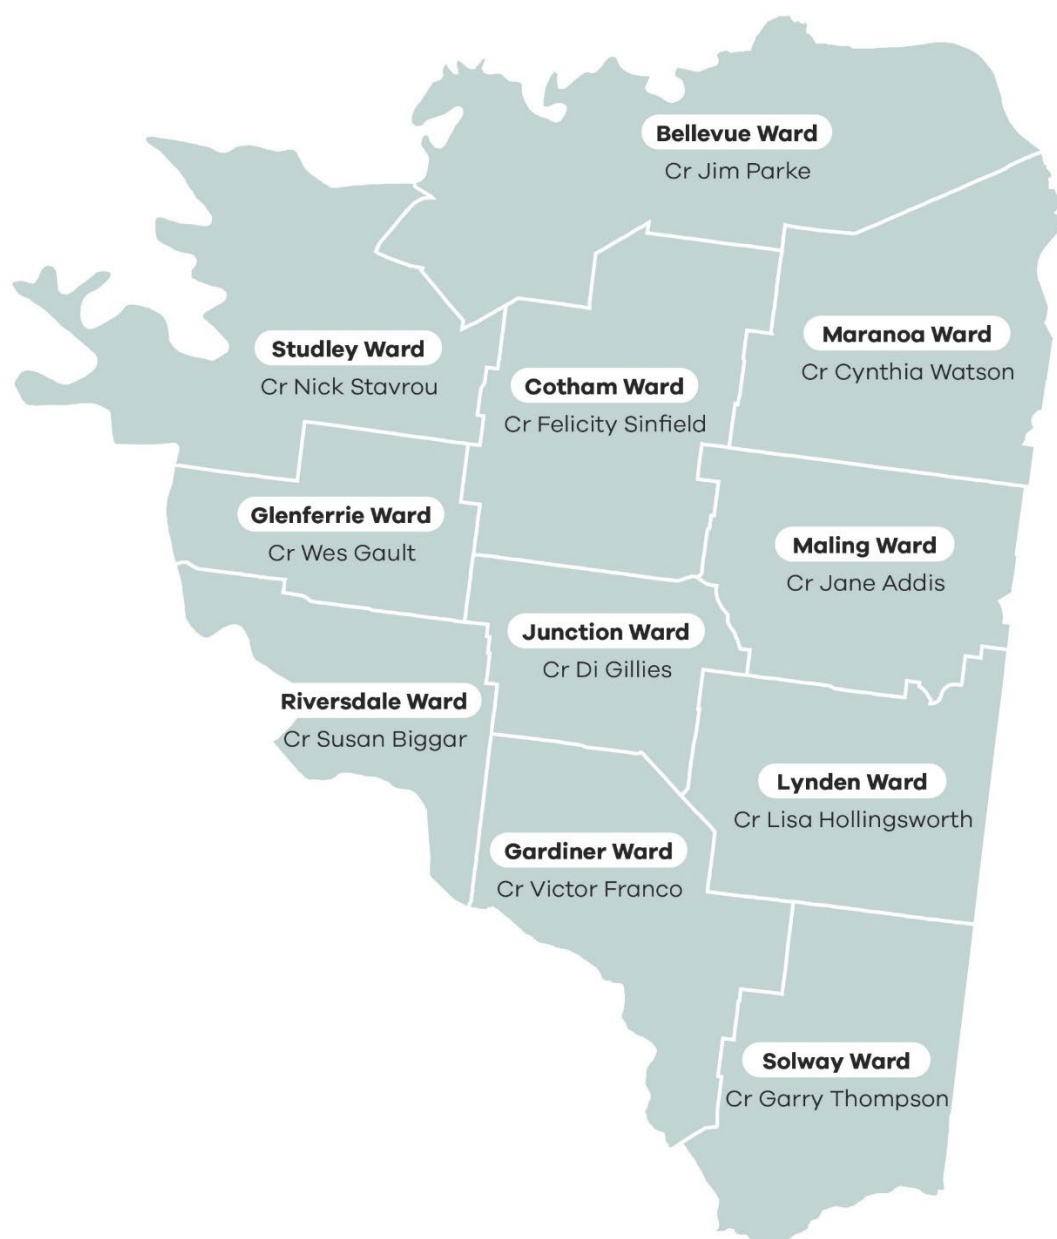 Bellevue Ward
Cr Jim Parke
Maranoa Ward
Cr Cynthia Watson
Studley Ward
Cr Nick Stavrou
Cotham Ward
Cr Felicity Sinfield
Glenferrie Ward
Cr Wes Gault
Maling Ward
Cr Jane Addis
Junction Ward
Cr Di Gillies
Riversdale Ward
Cr Susan Biggar
Lynden Ward
Cr Lisa Hollingsworth
Gardiner Ward
Cr Victor Franco
Solway Ward
Cr Garry Thompson